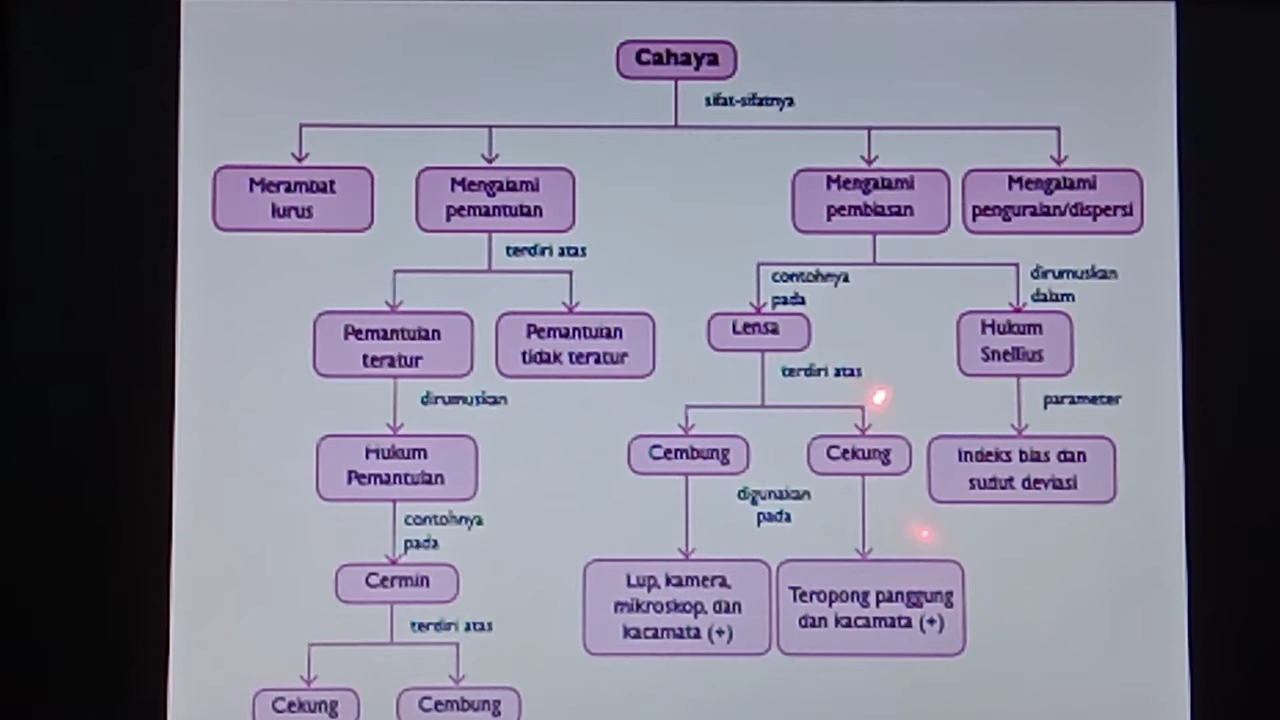 Cahaya
sifat-sifatnya
Merambat
lurus
Mengalami
pemantulan
Mengalami
pembiasan
Mengalami
penguraian/dispersi
terdiri atas
contohnya
pada
dirumuskan
dalam
Pemantulan
teratur
Pemantulan
tidak teratur
Lensa
Hukum
Snellius
dirumuskan
terdiri atas
parameter
Hukum
Pemantulan
Cembung
Cekung
Indeks bias dan
sudut deviasi
contohnya
pada
digunakan
pada
Cermin
Lup, kamera,
mikroskop, dan
kacamata (+)
Teropong panggung
dan kacamata (+)
terdiri atas
Cekung
Cembung